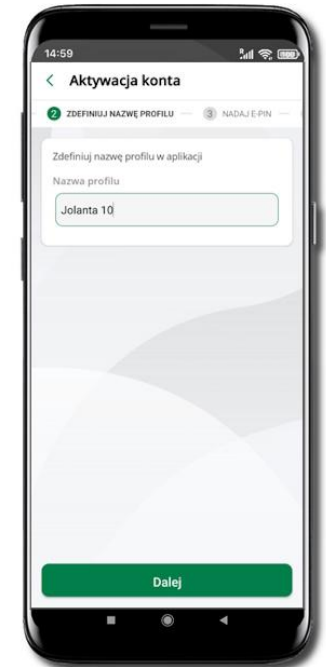 14:59
Aktywacja konta
2 ZDEFINIUJ NAZWĘ PROFILU
3 NADAJ E-PIN
Zdefiniuj nazwę profilu w aplikacji
Nazwa profilu
Jolanta 10
Dalej